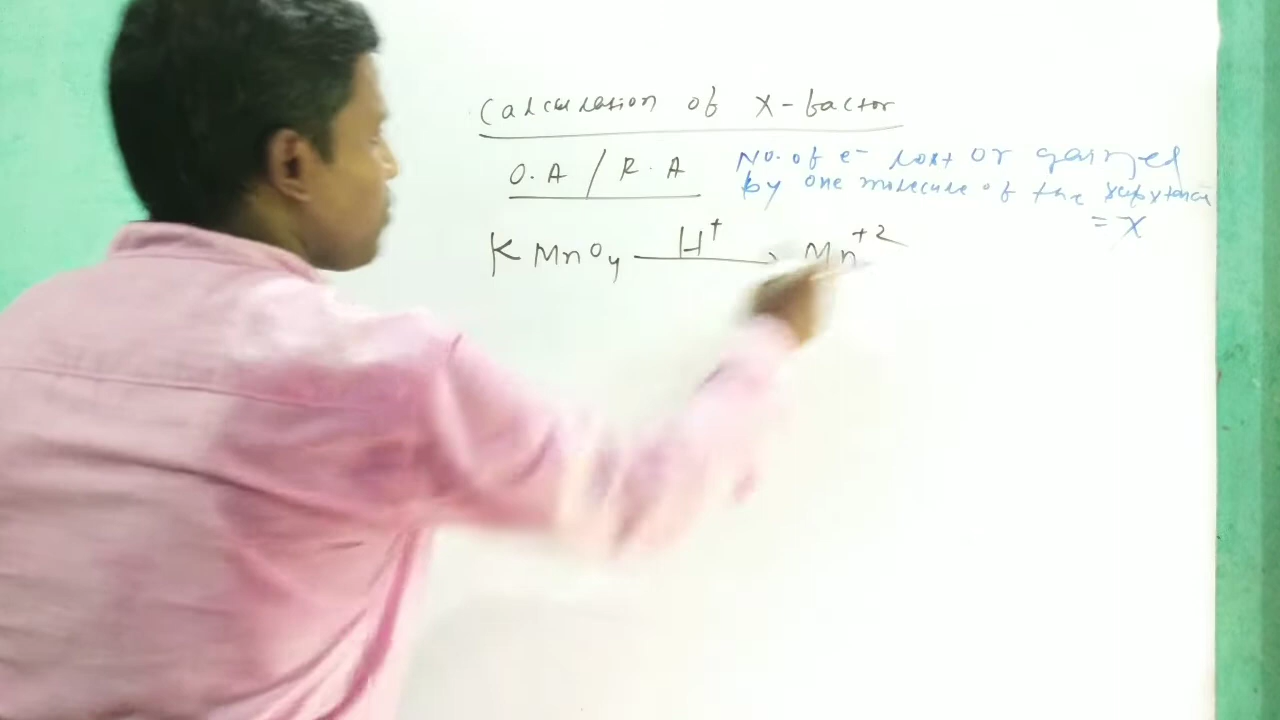 Calculation of X-factor
O.A / R.A
No. of e- lost or gained
by one molecule of the substance
= X
KMnO4 H+ → Mn+2